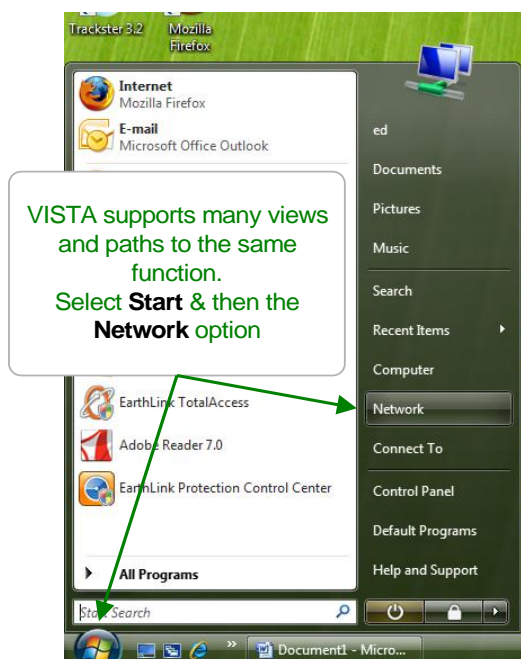 Trackster 3.2
Mozilla
Firefox
Internet
Mozilla Firefox
E-mail
Microsoft Office Outlook
VISTA supports many views
and paths to the same
function.
Select Start & then the
Network option
EarthLink TotalAccess
Adobe Reader 7.0
EarthLink Protection Control Center
All Programs
Start Search
ed
Documents
Pictures
Music
Search
Recent Items
Computer
Network
Connect To
Control Panel
Default Programs
Help and Support
» Document1 - Micro...